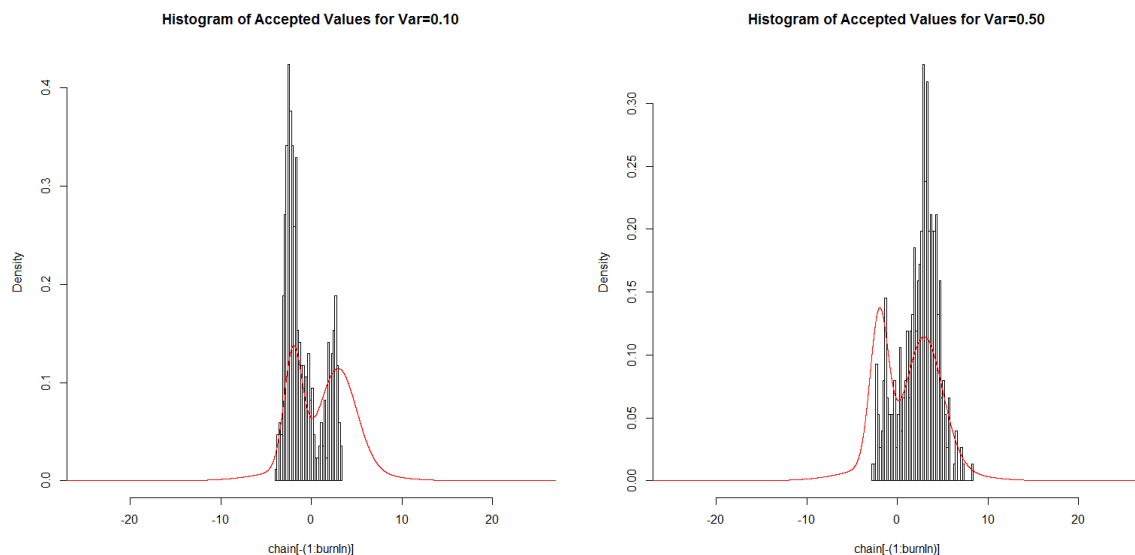 Histogram of Accepted Values for Var=0.10
Density
0.4
0.3
0.2
0.1
0.0
-20 -10 0 10 20
chain[-(1:burnIn)]
Histogram of Accepted Values for Var=0.50
Density
0.30
0.25
0.20
0.15
0.10
0.05
0.00
-20 -10 0 10 20
chain[-(1:burnIn)]